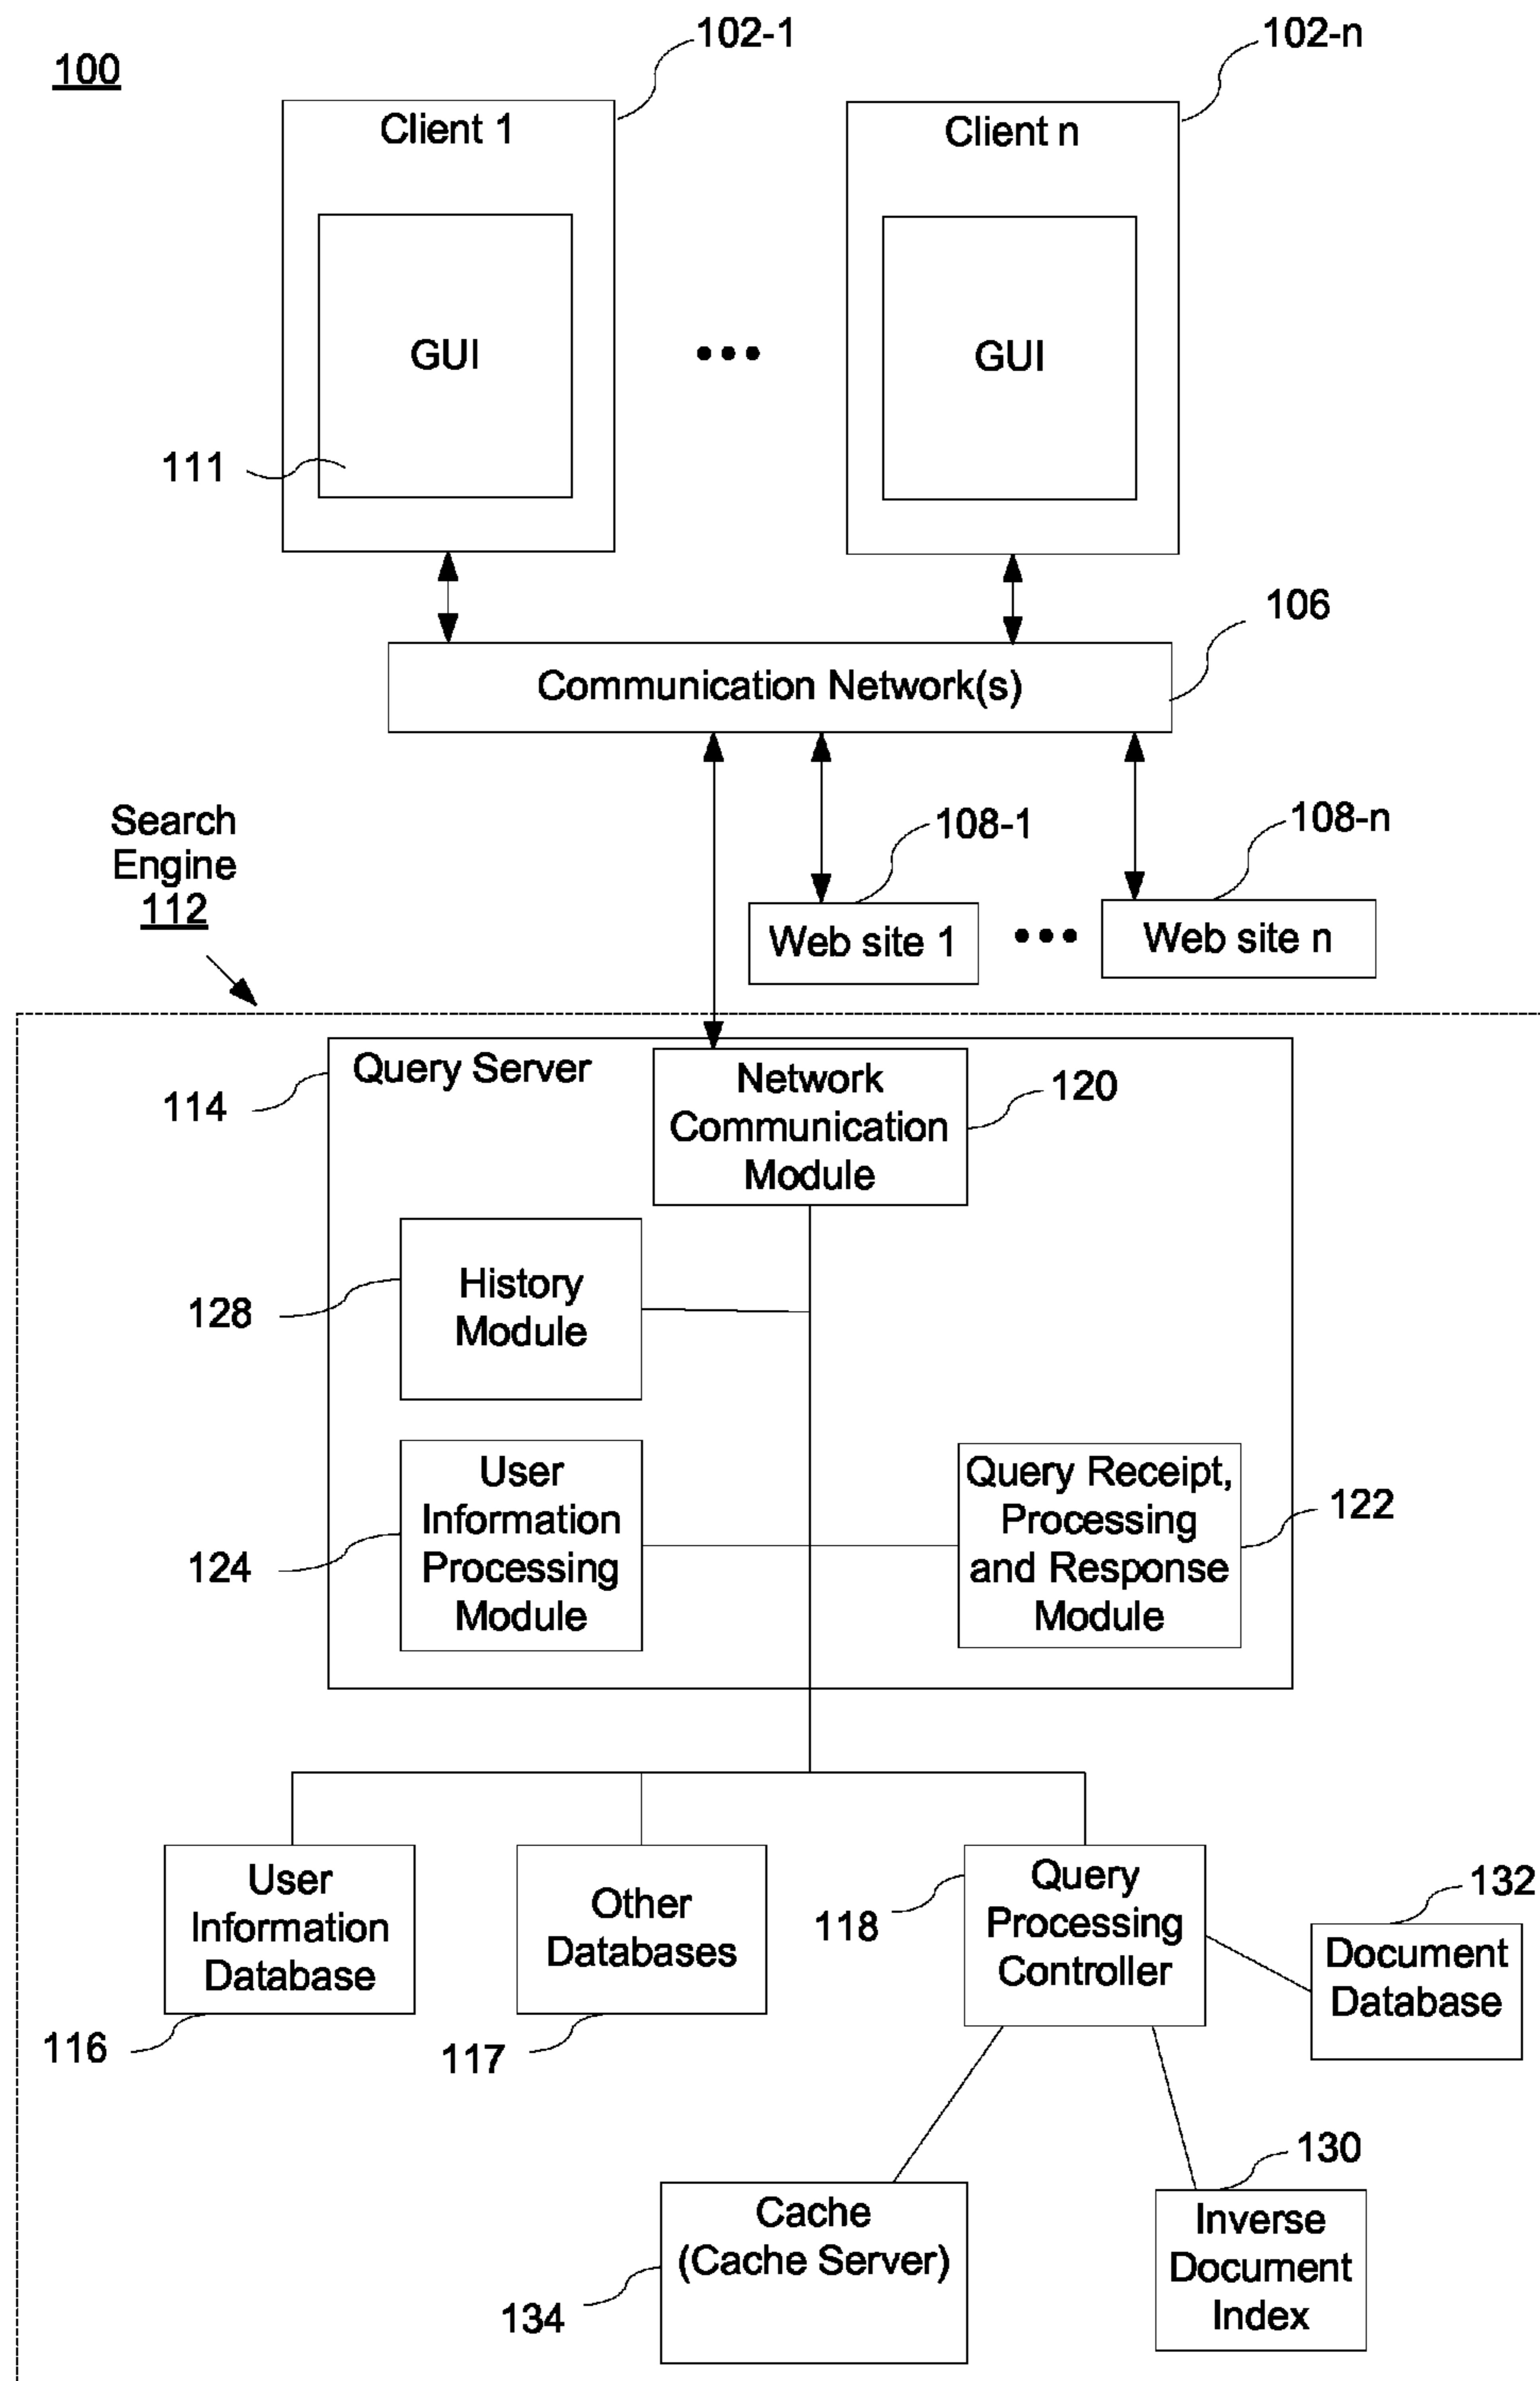 100
102-1
102-n
Client 1
Client n
GUI
GUI
•••
111
106
Communication Network(s)
Search
Engine
112
108-1
108-n
Web site 1
•••
Web site n
Query Server
114
Network
Communication
Module
120
History
Module
128
User
Information
Processing
Module
124
Query Receipt,
Processing
and Response
Module
122
User
Information
Database
116
Other
Databases
117
Query
Processing
Controller
118
132
Document
Database
130
Cache
(Cache Server)
134
Inverse
Document
Index